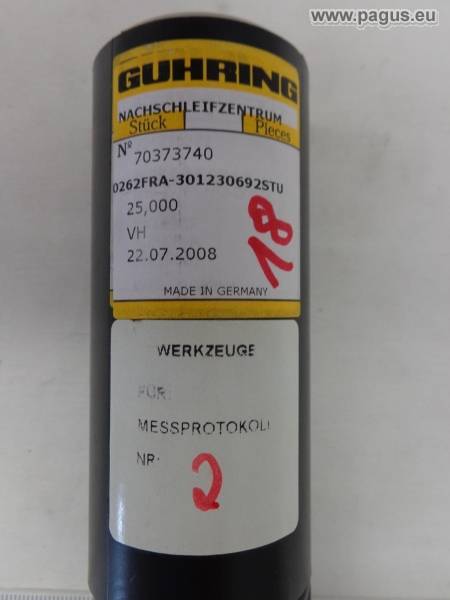 www.pagus.eu
GUHRING
NACHSCHLEIFZENTRUM
Stück Pieces
Nº 70373740
0262FRA-301230692STU
25,000
VH
22.07.2008
18
MADE IN GERMANY
WERKZEUGE
FÜR:
MESSPROTOKOLL
NR: 2